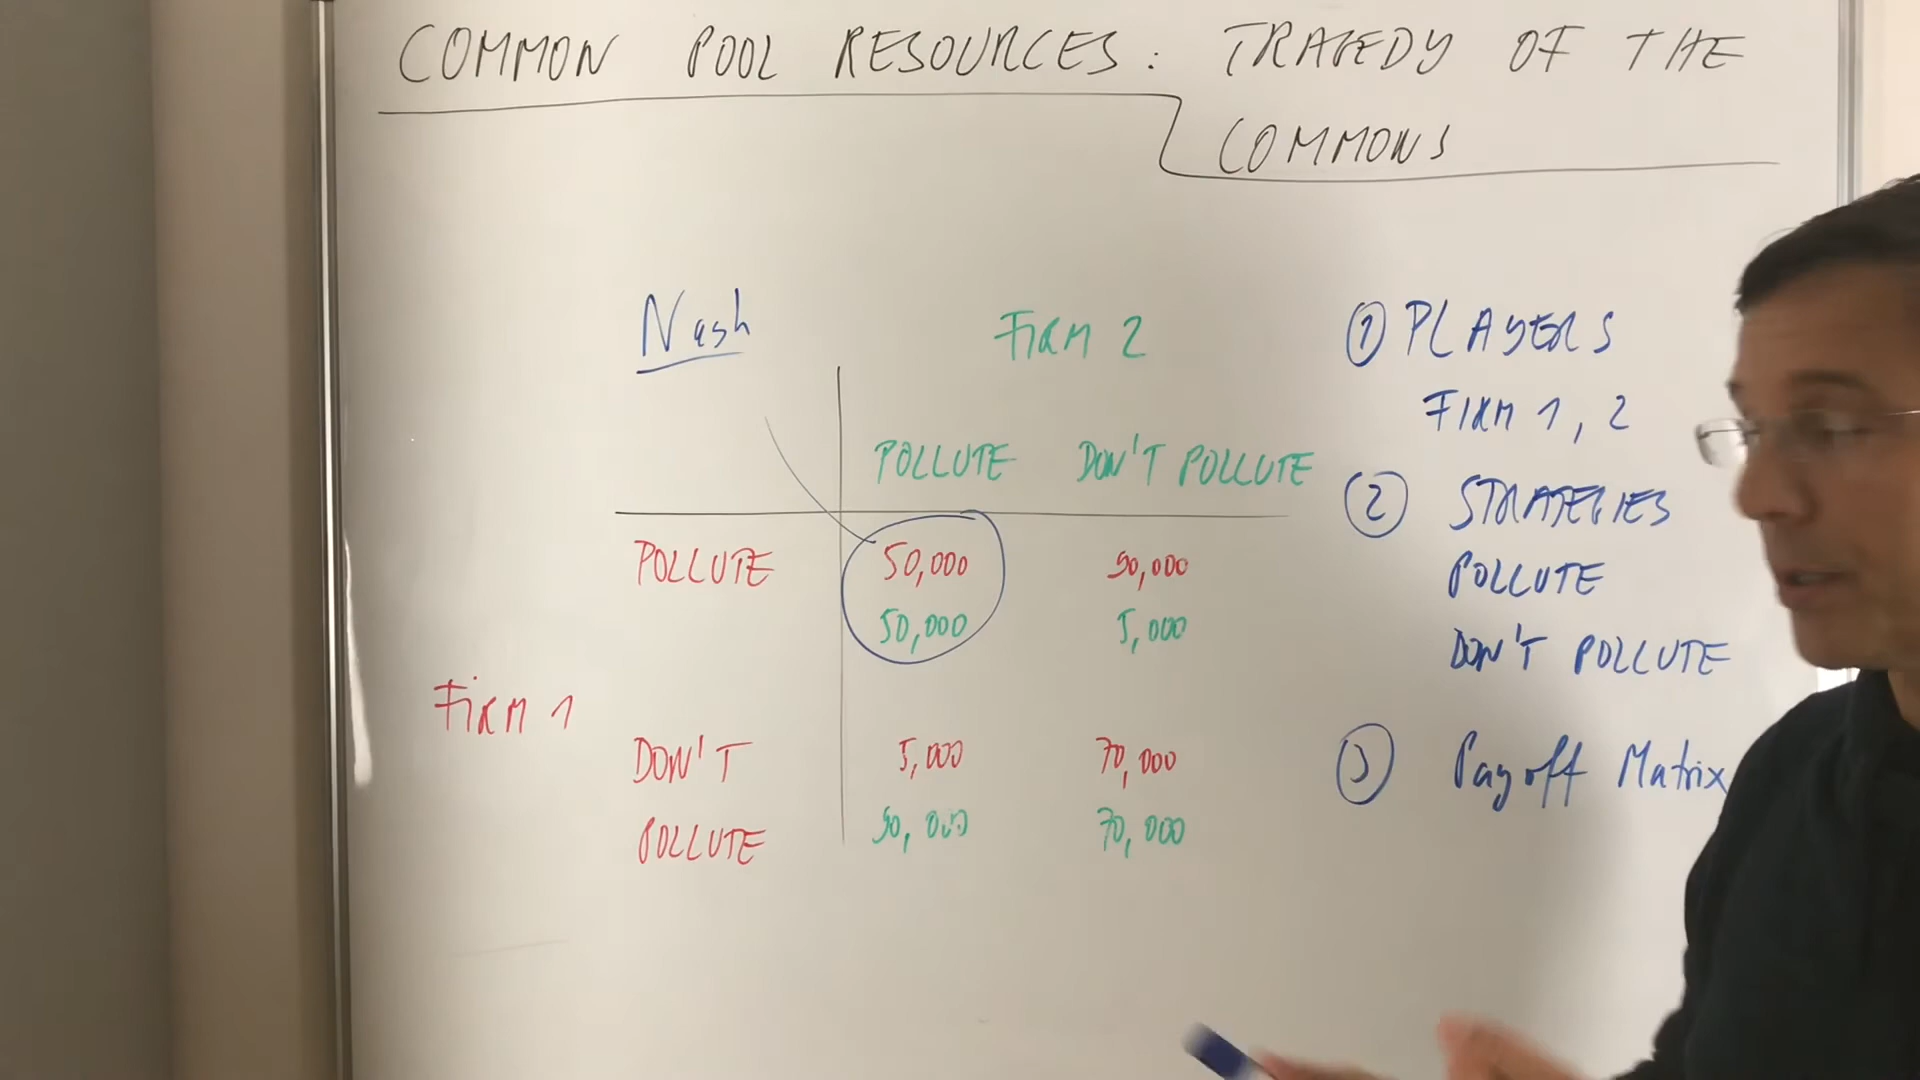 COMMON POOL RESOURCES: TRAGEDY OF THE
COMMONS
Nash
FIRM 2
POLLUTE DON'T POLLUTE
POLLUTE 50,000 90,000
50,000 5,000
FIRM 1
DON'T 5,000 70,000
POLLUTE 90,000 70,000
① PLAYERS
FIRM 1, 2
② STRATEGIES
POLLUTE
DON'T POLLUTE
③ Payoff Matrix